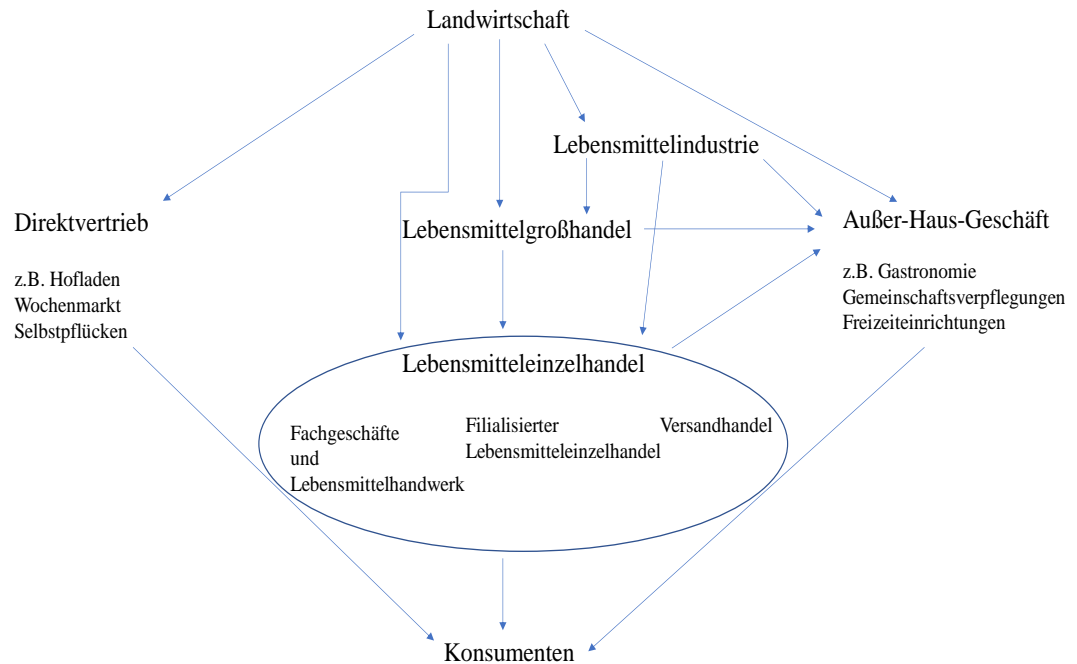 Landwirtschaft
Lebensmittelindustrie
Direktvertrieb
z.B. Hofladen
Wochenmarkt
Selbstpflücken
Lebensmittelgroßhandel
Außer-Haus-Geschäft
z.B. Gastronomie
Gemeinschaftsverpflegungen
Freizeiteinrichtungen
Lebensmitteleinzelhandel
Fachgeschäfte
und
Lebensmittelhandwerk
Filialisierter
Lebensmitteleinzelhandel
Versandhandel
Konsumenten